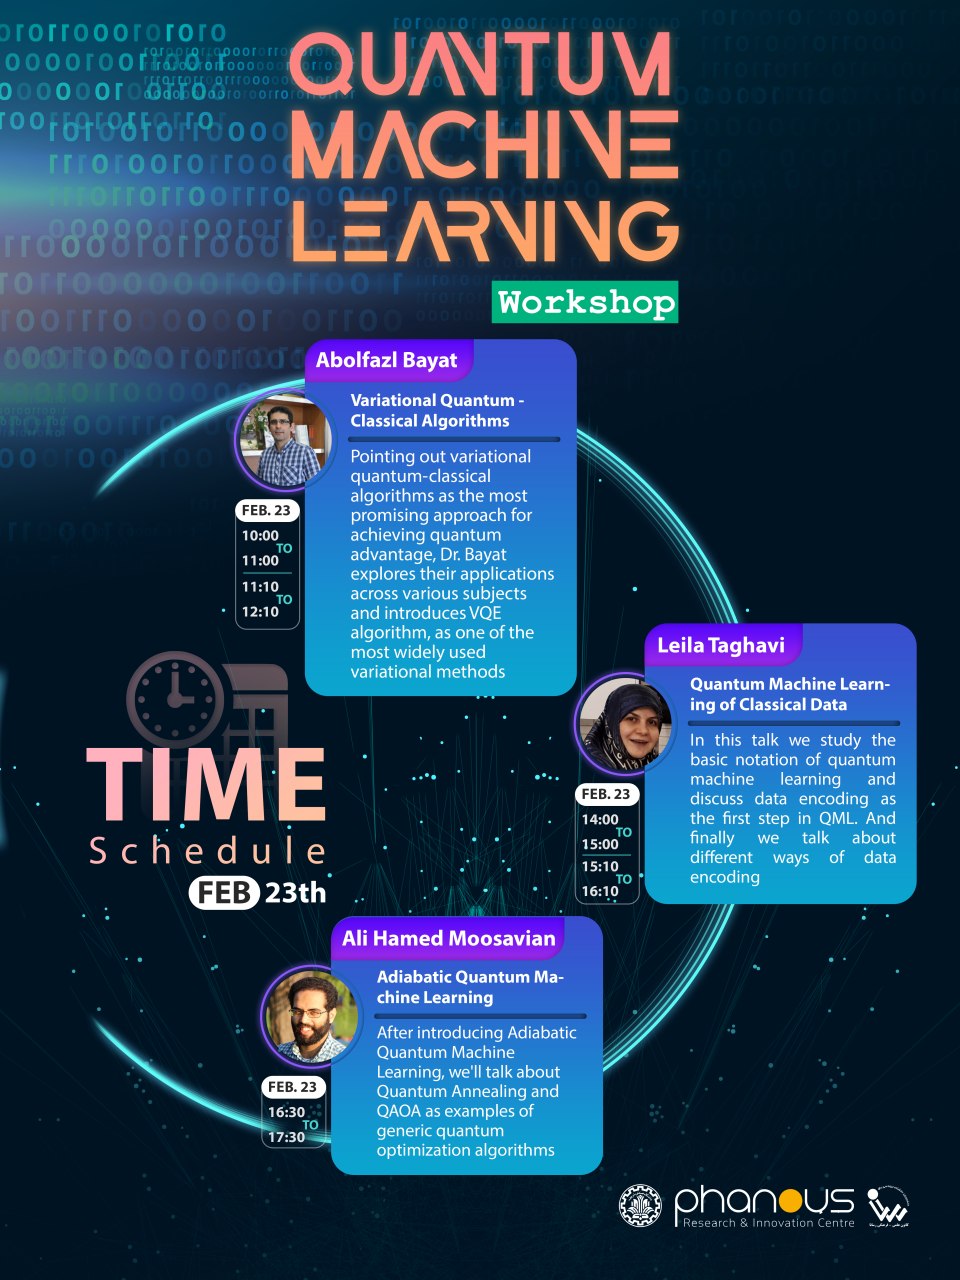 QUANTUM
MACHINE
LEARNING
Workshop
Abolfazl Bayat
Variational Quantum -
Classical Algorithms
Pointing out variational
quantum-classical
algorithms as the most
promising approach for
achieving quantum
advantage, Dr. Bayat
explores their applications
across various subjects
and introduces VQE
algorithm, as one of the
most widely used
variational methods
FEB. 23
10:00
TO
11:00
11:10
TO
12:10
Leila Taghavi
Quantum Machine Learn-
ing of Classical Data
In this talk we study the
basic notation of quantum
machine learning and
discuss data encoding as
the first step in QML. And
finally we talk about
different ways of data
encoding
FEB. 23
14:00
TO
15:00
15:10
TO
16:10
TIME
Schedule
FEB 23th
Ali Hamed Moosavian
Adiabatic Quantum Ma-
chine Learning
After introducing Adiabatic
Quantum Machine
Learning, we'll talk about
Quantum Annealing and
QAOA as examples of
generic quantum
optimization algorithms
FEB. 23
16:30
TO
17:30
phanous
Research & Innovation Centre